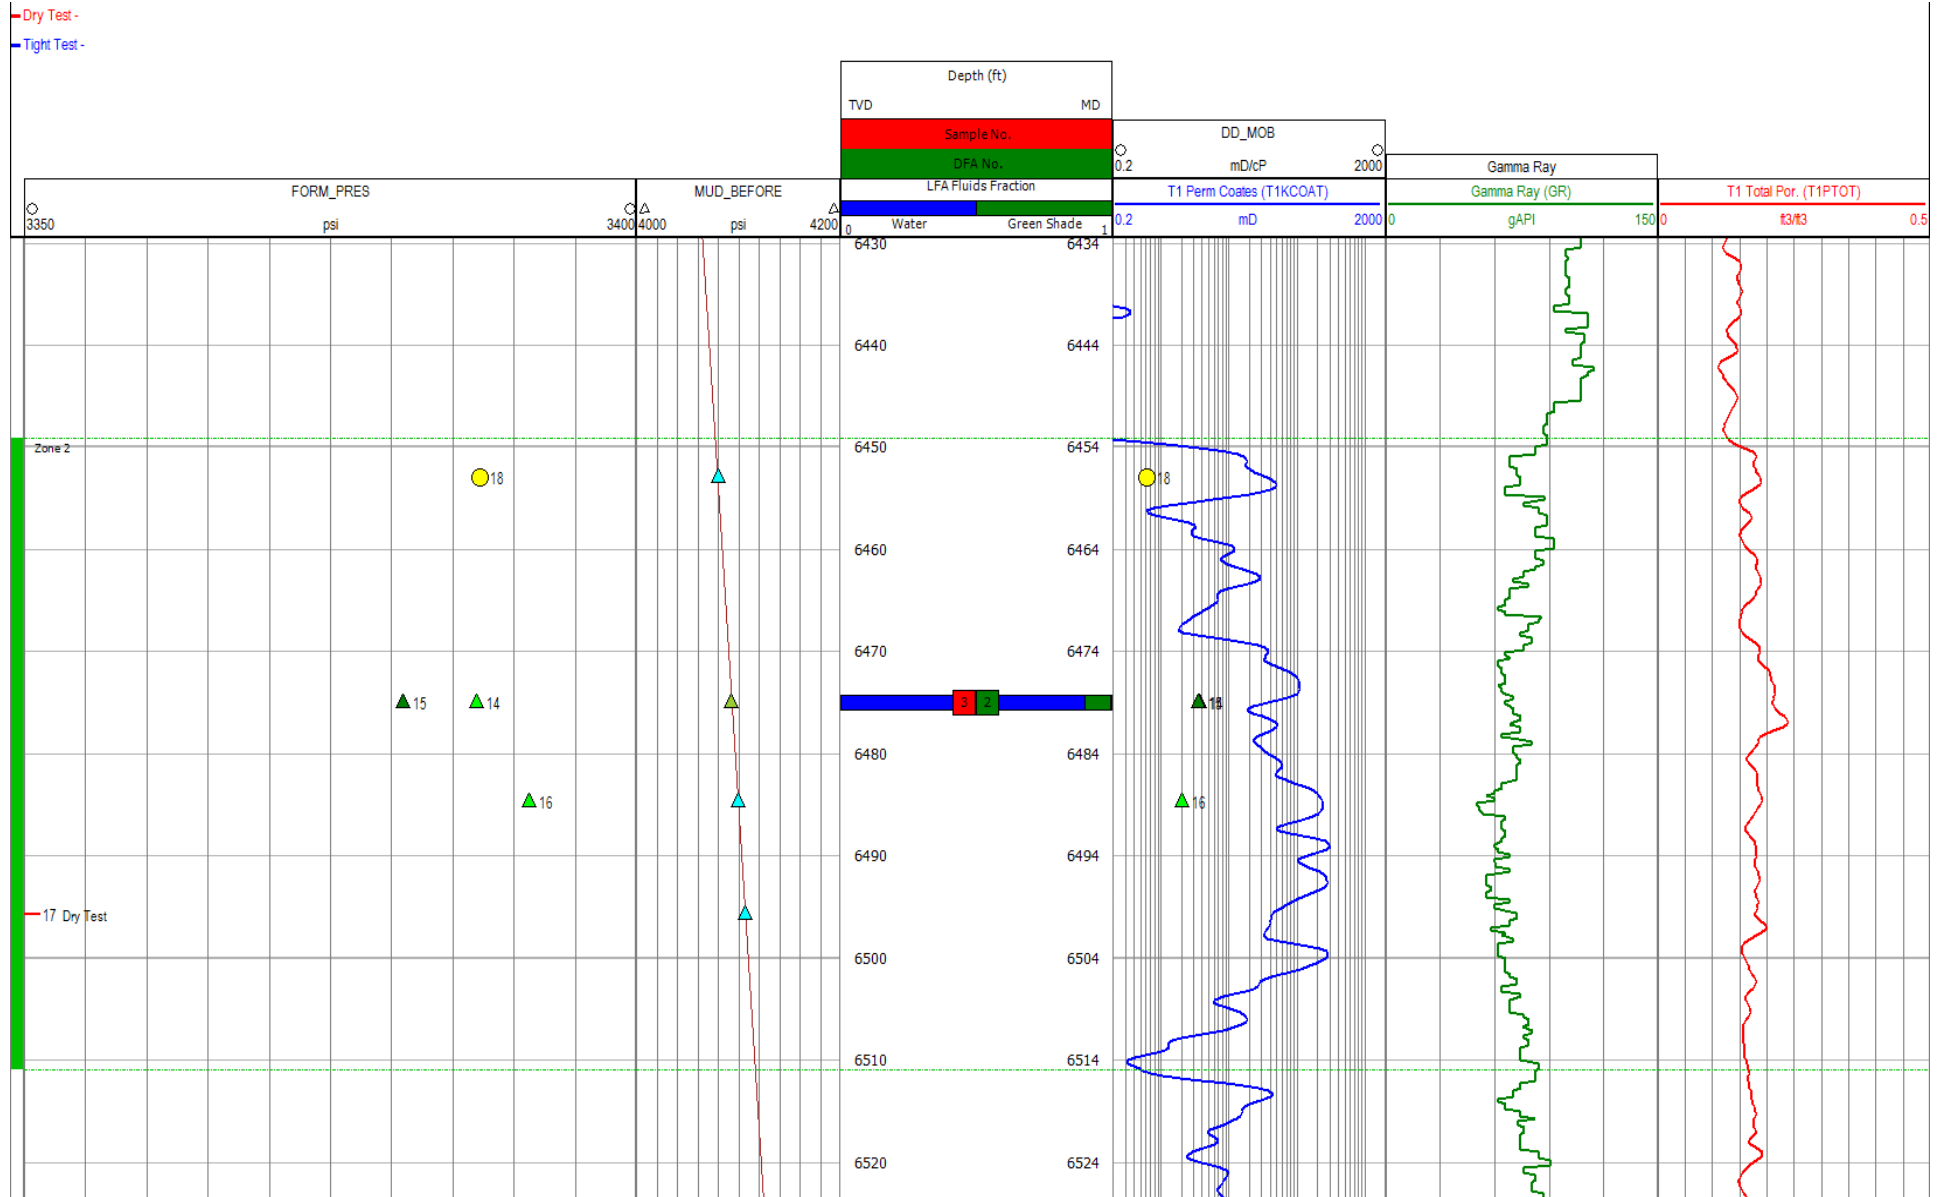 Dry Test -
Tight Test -
Depth (ft)
TVD MD
Sample No.
DD_MOB
DFA No.
0.2 mD/cP 2000
Gamma Ray
FORM_PRES
MUD_BEFORE
LFA Fluids Fraction
T1 Perm Coates (T1KCOAT)
Gamma Ray (GR)
T1 Total Por. (T1PTOT)
3350 psi 3400
4000 psi 4200
0 Water Green Shade 1
0.2 mD 2000
0 gAPI 150
0 ft3/ft3 0.5
6430 6434
6440 6444
Zone 2
6450 6454
18
18
6460 6464
6470 6474
15
14
3
2
6480 6484
16
16
6490 6494
17 Dry Test
6500 6504
6510 6514
6520 6524